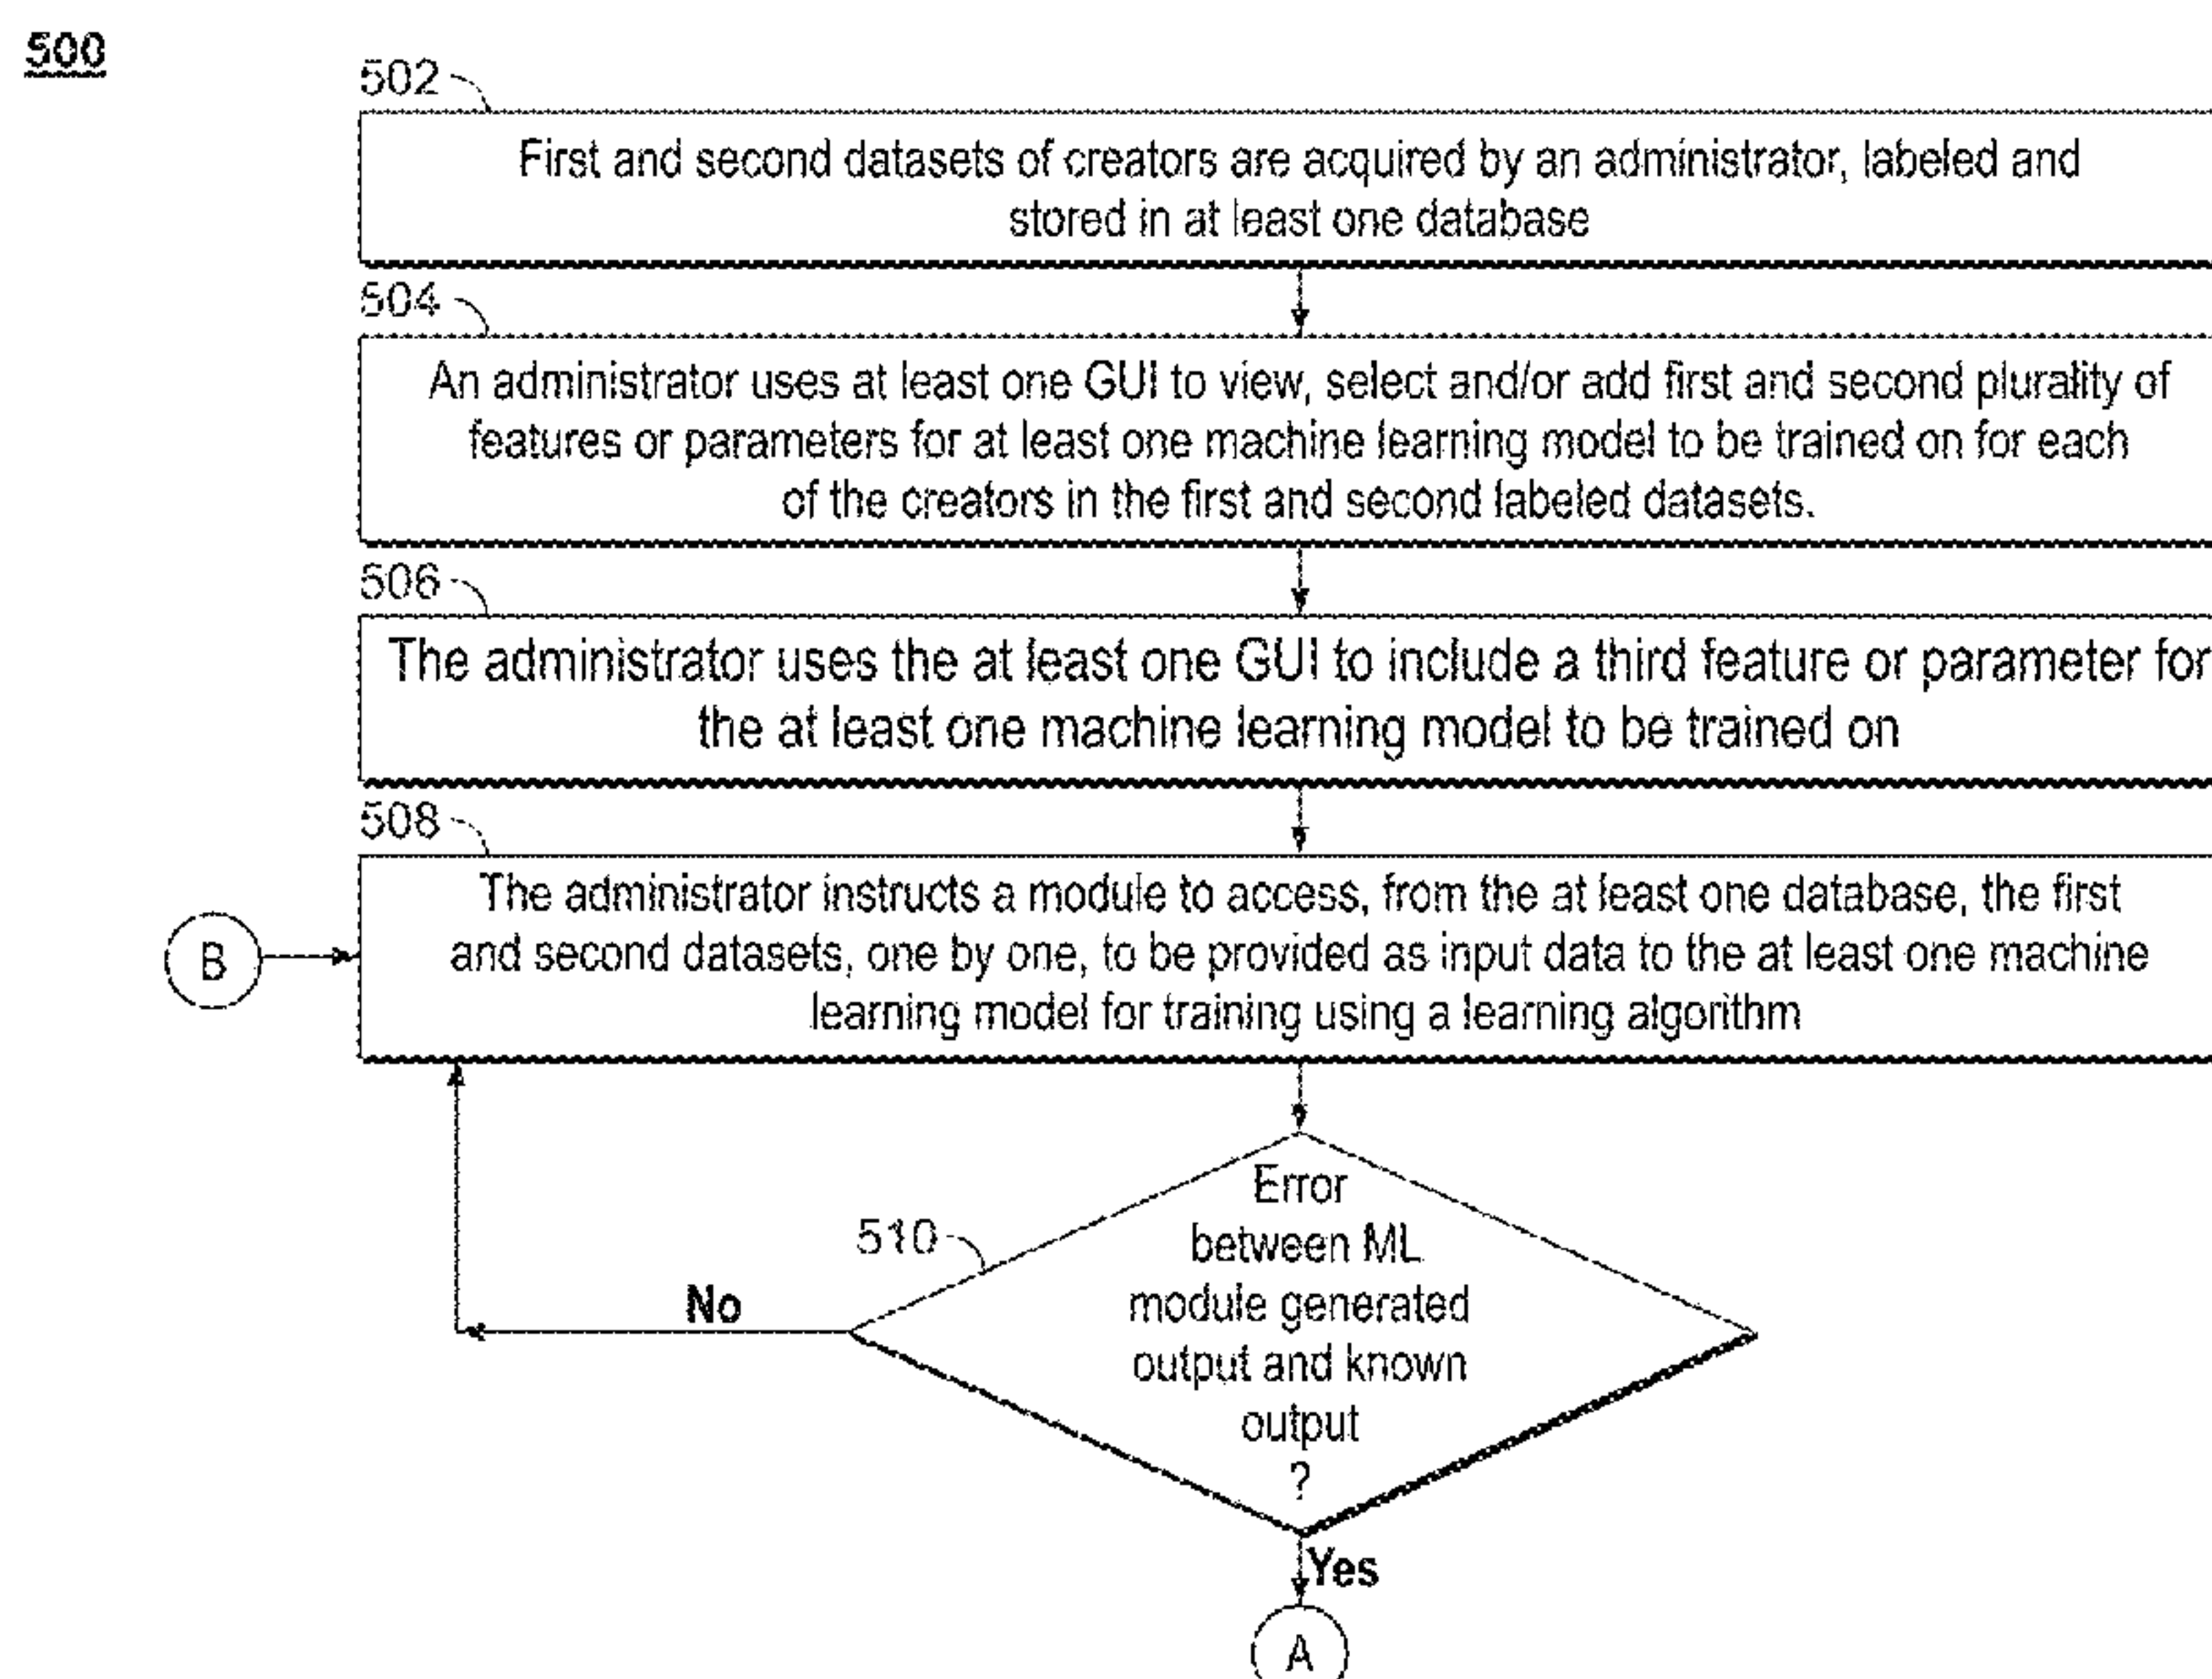 500
502
First and second datasets of creators are acquired by an administrator, labeled and
stored in at least one database
504
An administrator uses at least one GUI to view, select and/or add first and second plurality of
features or parameters for at least one machine learning model to be trained on for each
of the creators in the first and second labeled datasets.
506
The administrator uses the at least one GUI to include a third feature or parameter for
the at least one machine learning model to be trained on
508
The administrator instructs a module to access, from the at least one database, the first
and second datasets, one by one, to be provided as input data to the at least one machine
learning model for training using a learning algorithm
B
510
Error
between ML
module generated
output and known
output
?
No
Yes
A